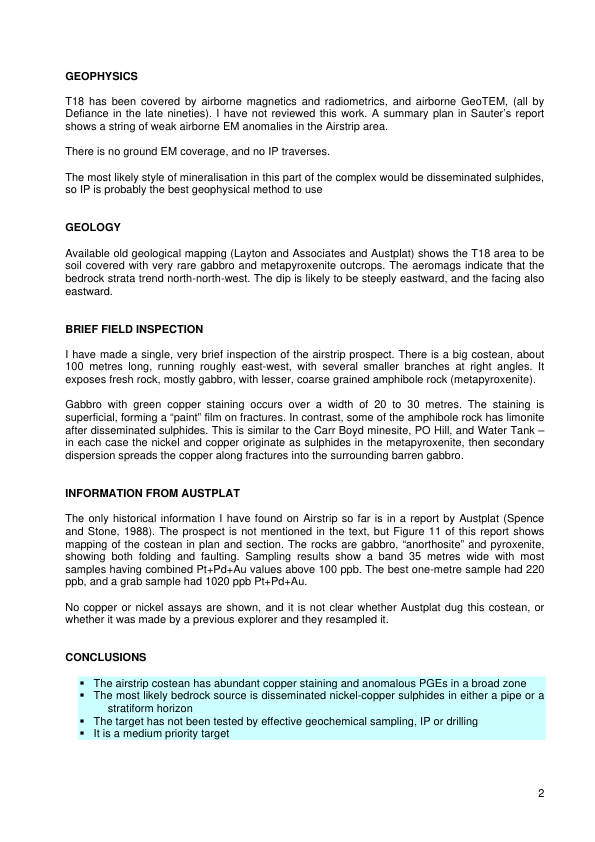 GEOPHYSICS
T18 has been covered by airborne magnetics and radiometrics, and airborne GeoTEM, (all by
Defiance in the late nineties). I have not reviewed this work. A summary plan in Sauter's report
shows a string of weak airborne EM anomalies in the Airstrip area.
There is no ground EM coverage, and no IP traverses.
The most likely style of mineralisation in this part of the complex would be disseminated sulphides,
so IP is probably the best geophysical method to use
GEOLOGY
Available old geological mapping (Layton and Associates and Austplat) shows the T18 area to be
soil covered with very rare gabbro and metapyroxenite outcrops. The aeromags indicate that the
bedrock strata trend north-north-west. The dip is likely to be steeply eastward, and the facing also
eastward.
BRIEF FIELD INSPECTION
I have made a single, very brief inspection of the airstrip prospect. There is a big costean, about
100 metres long, running roughly east-west, with several smaller branches at right angles. It
exposes fresh rock, mostly gabbro, with lesser, coarse grained amphibole rock (metapyroxenite).
Gabbro with green copper staining occurs over a width of 20 to 30 metres. The staining is
superficial, forming a “paint” film on fractures. In contrast, some of the amphibole rock has limonite
after disseminated sulphides. This is similar to the Carr Boyd minesite, PO Hill, and Water Tank –
in each case the nickel and copper originate as sulphides in the metapyroxenite, then secondary
dispersion spreads the copper along fractures into the surrounding barren gabbro.
INFORMATION FROM AUSTPLAT
The only historical information I have found on Airstrip so far is in a report by Austplat (Spence
and Stone, 1988). The prospect is not mentioned in the text, but Figure 11 of this report shows
mapping of the costean in plan and section. The rocks are gabbro, “anorthosite” and pyroxenite,
showing both folding and faulting. Sampling results show a band 35 metres wide with most
samples having combined Pt+Pd+Au values above 100 ppb. The best one-metre sample had 220
ppb, and a grab sample had 1020 ppb Pt+Pd+Au.
No copper or nickel assays are shown, and it is not clear whether Austplat dug this costean, or
whether it was made by a previous explorer and they resampled it.
CONCLUSIONS
▪ The airstrip costean has abundant copper staining and anomalous PGEs in a broad zone
▪ The most likely bedrock source is disseminated nickel-copper sulphides in either a pipe or a
stratiform horizon
▪ The target has not been tested by effective geochemical sampling, IP or drilling
▪ It is a medium priority target
2